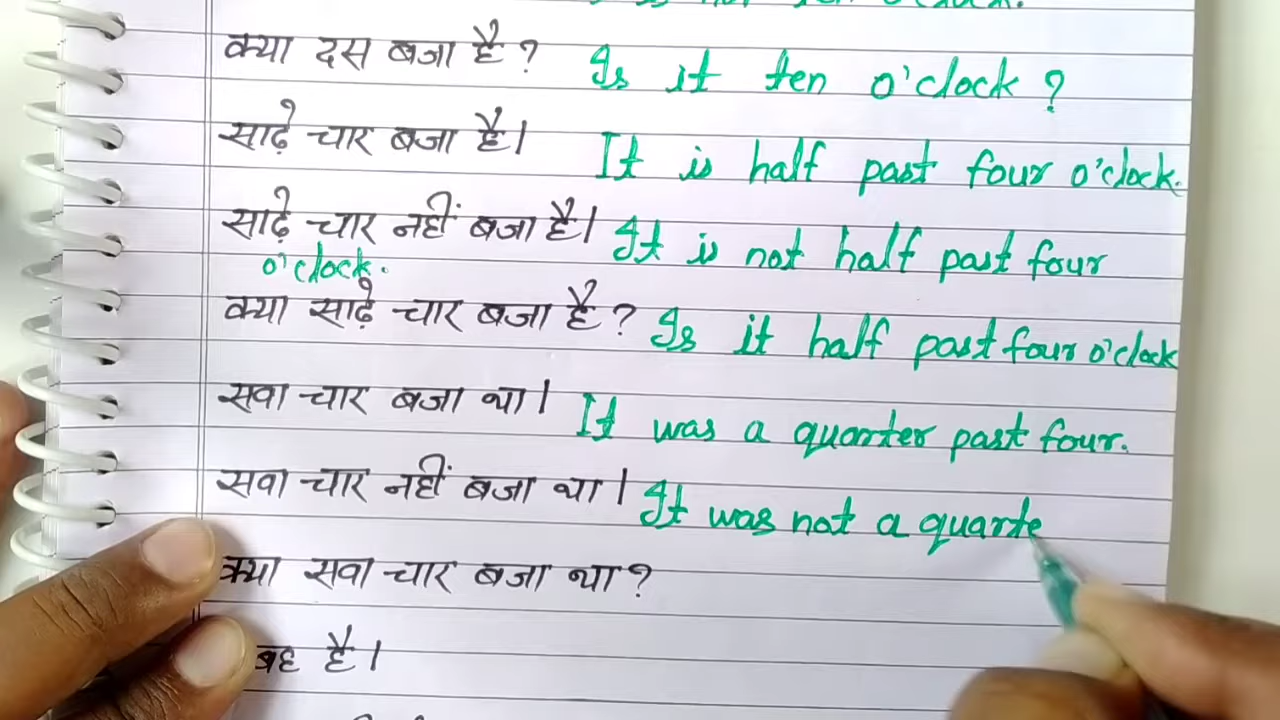 क्या दस बजा है? Is it ten o'clock?
साढ़े चार बजा है। It is half past four o'clock.
साढ़े चार नहीं बजा है। It is not half past four
o'clock.
क्या साढ़े चार बजा है? Is it half past four o'clock
सवा चार बजा था। It was a quarter past four.
सवा चार नहीं बजा था। It was not a quarte
क्या सवा चार बजा था?
है।